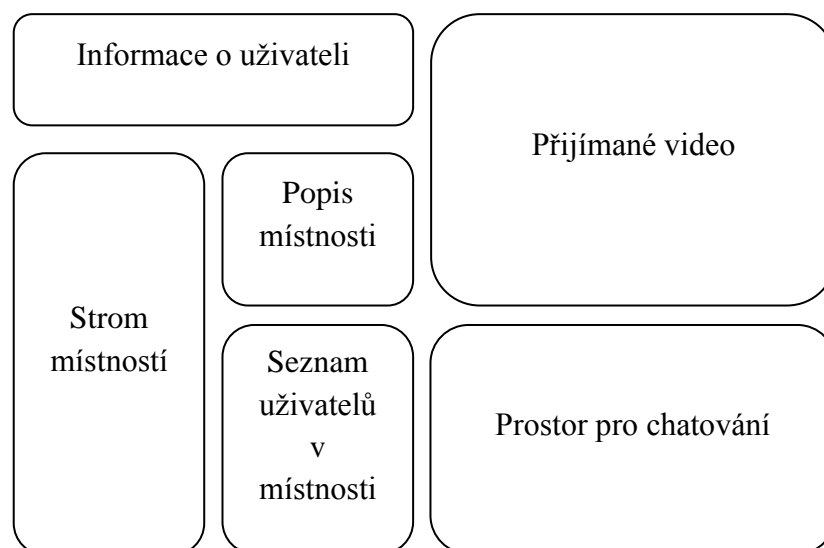 Informace o uživateli
Přijímané video
Popis
místnosti
Strom
místností
Seznam
uživatelů
v
místnosti
Prostor pro chatování